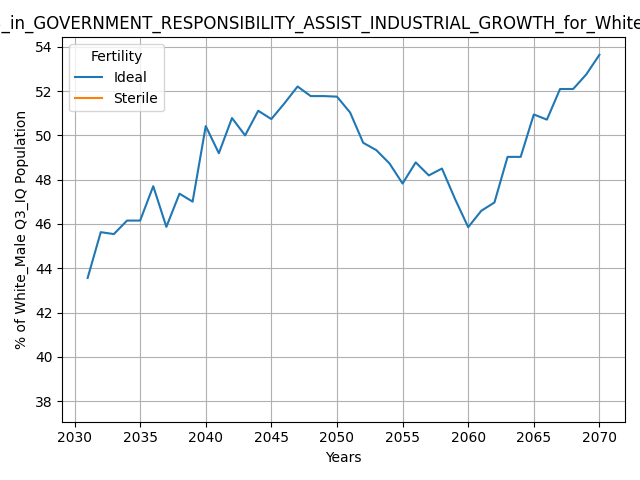 _in_GOVERNMENT_RESPONSIBILITY_ASSIST_INDUSTRIAL_GROWTH_for_White
Fertility
Ideal
Sterile
% of White_Male Q3_IQ Population
54
52
50
48
46
44
42
40
38
2030 2035 2040 2045 2050 2055 2060 2065 2070
Years